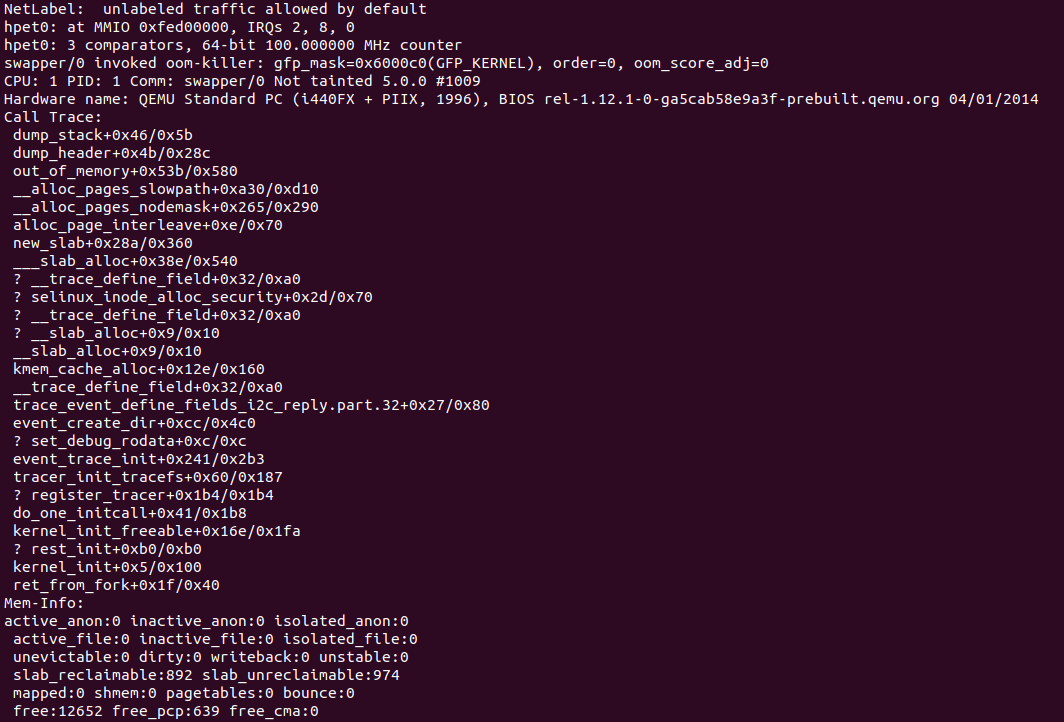 NetLabel:  unlabeled traffic allowed by default
hpet0: at MMIO 0xfed00000, IRQs 2, 8, 0
hpet0: 3 comparators, 64-bit 100.000000 MHz counter
swapper/0 invoked oom-killer: gfp_mask=0x6000c0(GFP_KERNEL), order=0, oom_score_adj=0
CPU: 1 PID: 1 Comm: swapper/0 Not tainted 5.0.0 #1009
Hardware name: QEMU Standard PC (i440FX + PIIX, 1996), BIOS rel-1.12.1-0-ga5cab58e9a3f-prebuilt.qemu.org 04/01/2014
Call Trace:
 dump_stack+0x46/0x5b
 dump_header+0x4b/0x28c
 out_of_memory+0x53b/0x580
 __alloc_pages_slowpath+0xa30/0xd10
 __alloc_pages_nodemask+0x265/0x290
 alloc_page_interleave+0xe/0x70
 new_slab+0x28a/0x360
 ___slab_alloc+0x38e/0x540
 ? __trace_define_field+0x32/0xa0
 ? selinux_inode_alloc_security+0x2d/0x70
 ? __trace_define_field+0x32/0xa0
 ? __slab_alloc+0x9/0x10
 __slab_alloc+0x9/0x10
 kmem_cache_alloc+0x12e/0x160
 __trace_define_field+0x32/0xa0
 trace_event_define_fields_i2c_reply.part.32+0x27/0x80
 event_create_dir+0xcc/0x4c0
 ? set_debug_rodata+0xc/0xc
 event_trace_init+0x241/0x2b3
 tracer_init_tracefs+0x60/0x187
 ? register_tracer+0x1b4/0x1b4
 do_one_initcall+0x41/0x1b8
 kernel_init_freeable+0x16e/0x1fa
 ? rest_init+0xb0/0xb0
 kernel_init+0x5/0x100
 ret_from_fork+0x1f/0x40
Mem-Info:
active_anon:0 inactive_anon:0 isolated_anon:0
 active_file:0 inactive_file:0 isolated_file:0
 unevictable:0 dirty:0 writeback:0 unstable:0
 slab_reclaimable:892 slab_unreclaimable:974
 mapped:0 shmem:0 pagetables:0 bounce:0
 free:12652 free_pcp:639 free_cma:0